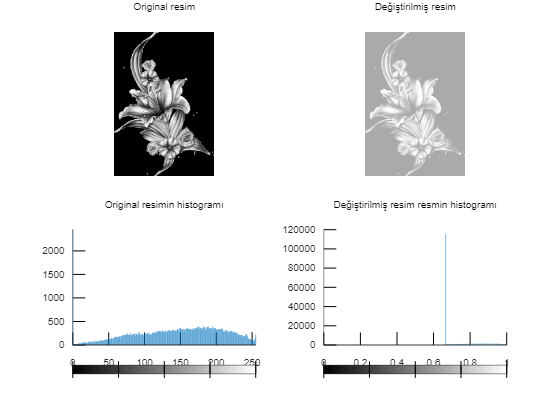 Original resim
Değiştirilmiş resim
Original resimin histogramı
Değiştirilmiş resim resmin histogramı
2000
1500
1000
500
0
0 50 100 150 200 250
120000
100000
80000
60000
40000
20000
0
0 0.2 0.4 0.6 0.8 1